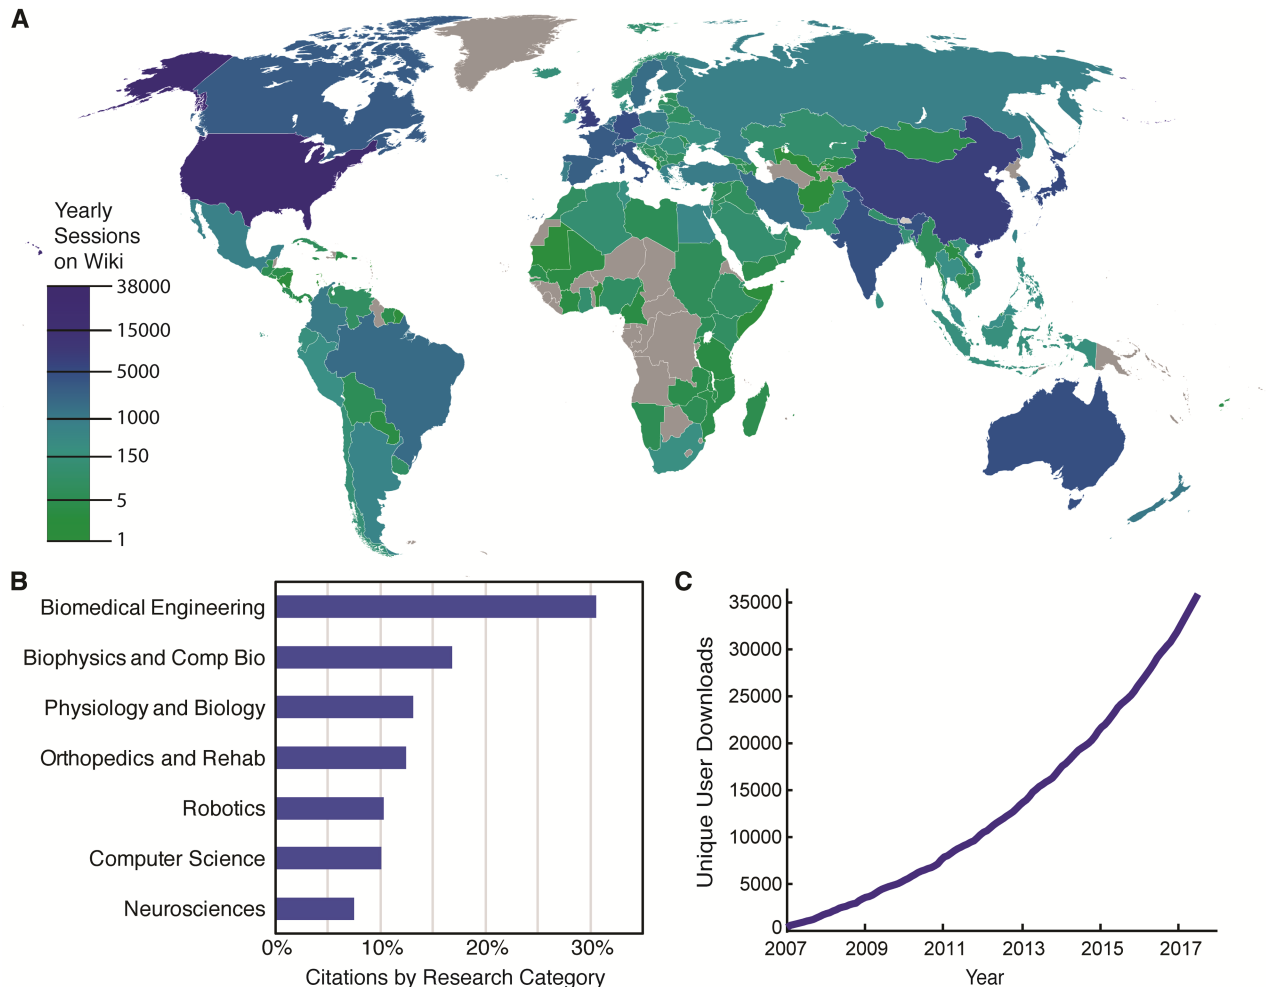 A
Yearly
Sessions
on Wiki
38000
15000
5000
1000
150
5
1
B
Biomedical Engineering
Biophysics and Comp Bio
Physiology and Biology
Orthopedics and Rehab
Robotics
Computer Science
Neurosciences
0% 10% 20% 30%
Citations by Research Category
C
Unique User Downloads
35000
30000
25000
20000
15000
10000
5000
0
2007 2009 2011 2013 2015 2017
Year